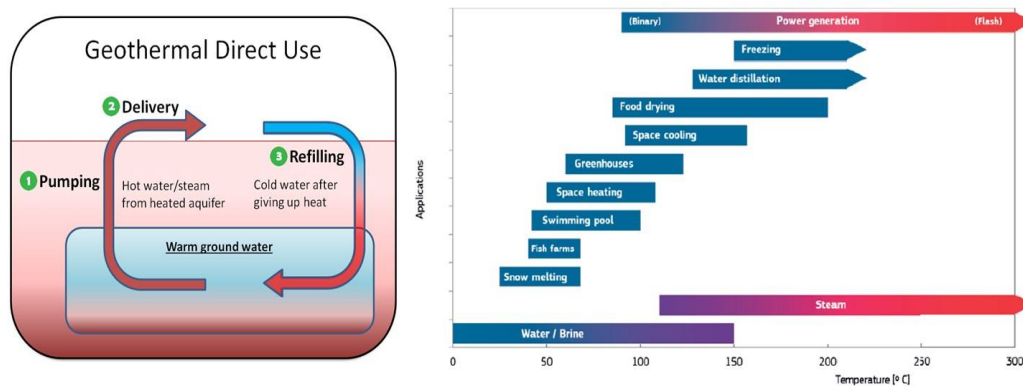 Geothermal Direct Use
2 Delivery
3 Refilling
1 Pumping
Hot water/steam
from heated aquifer
Cold water after
giving up heat
Warm ground water
Applications
(Binary) Power generation (Flash)
Freezing
Water distillation
Food drying
Space cooling
Greenhouses
Space heating
Swimming pool
Fish farms
Snow melting
Steam
Water / Brine
0 50 100 150 200 250 300
Temperature [º C]